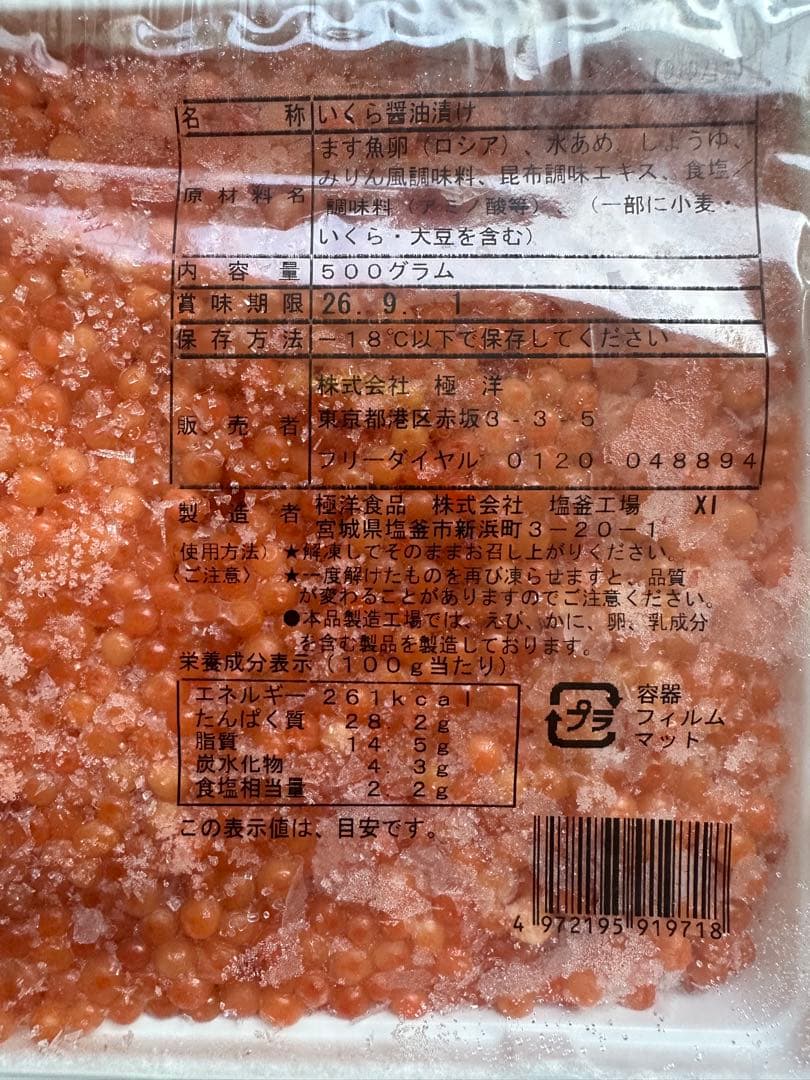 名称 いくら醤油漬け
原材料名 ます魚卵（ロシア）、水あめ、しょうゆ、
みりん風調味料、昆布調味エキス、食塩／
調味料（アミノ酸等）、（一部に小麦・
いくら・大豆を含む）
内容量 500グラム
賞味期限 26. 9. 1
保存方法 －18℃以下で保存してください
販売者 株式会社 極洋
東京都港区赤坂3-3-5
フリーダイヤル 0120-048894
製造者 極洋食品 株式会社 塩釜工場 XI
宮城県塩釜市新浜町3－20－1
〈使用方法〉★解凍してそのままお召し上がりください。
〈ご注意〉 ★一度解けたものを再び凍らせますと、品質
が変わることがありますのでご注意ください。
●本品製造工場では、えび、かに、卵、乳成分
を含む製品を製造しております。
栄養成分表示（100g当たり）
エネルギー 261kcal
たんぱく質 28.2g
脂質 14.5g
炭水化物 4.3g
食塩相当量 2.2g
この表示値は、目安です。
プラ
容器
フィルム
マット
4 972195 919718